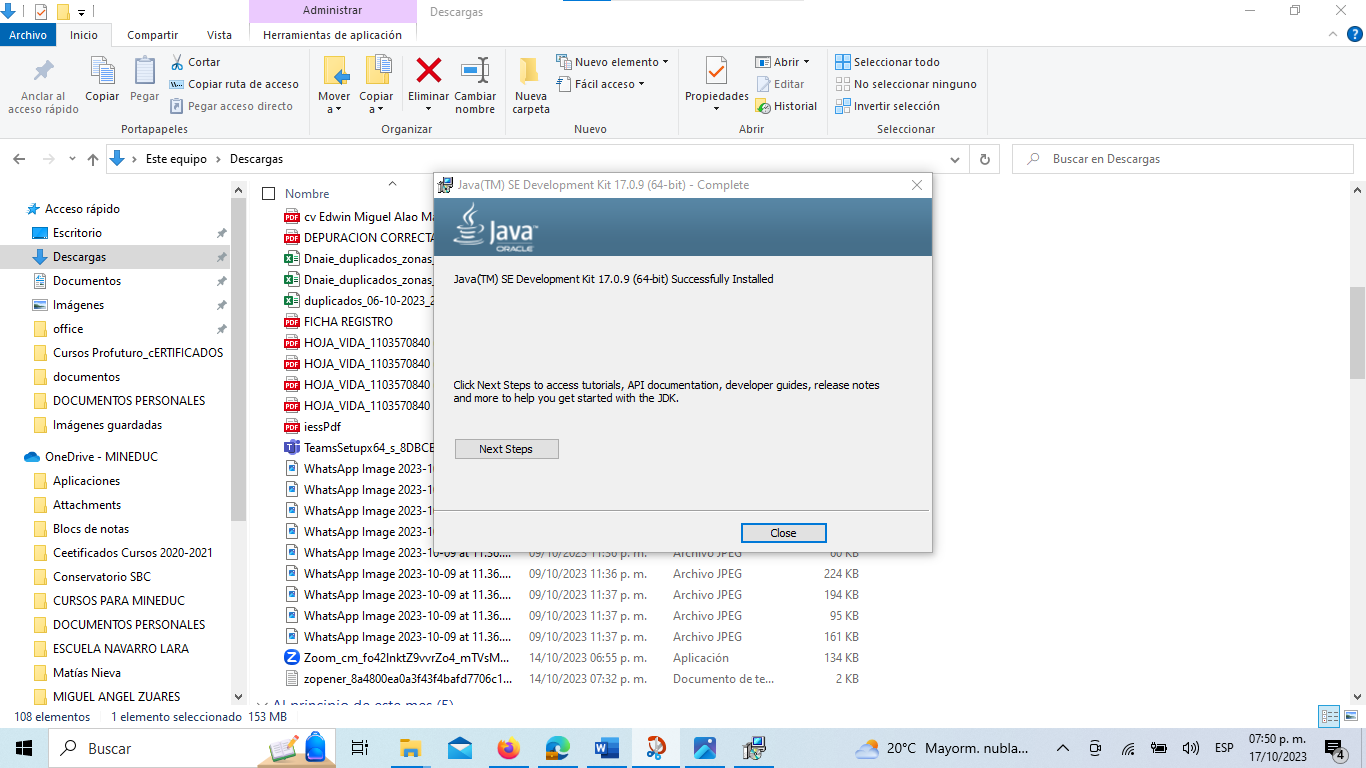 Administrar
Descargas
Archivo
Inicio
Compartir
Vista
Herramientas de aplicación
Anclar al
acceso rápido
Copiar
Pegar
Cortar
Copiar ruta de acceso
Pegar acceso directo
Portapapeles
Mover
a
Copiar
a
Eliminar
Cambiar
nombre
Organizar
Nueva
carpeta
Nuevo elemento
Fácil acceso
Nuevo
Propiedades
Abrir
Editar
Historial
Abrir
Seleccionar todo
No seleccionar ninguno
Invertir selección
Seleccionar
Este equipo
Descargas
Buscar en Descargas
Acceso rápido
Escritorio
Descargas
Documentos
Imágenes
office
Cursos Profuturo_cERTIFICADOS
documentos
DOCUMENTOS PERSONALES
Imágenes guardadas
OneDrive - MINEDUC
Aplicaciones
Attachments
Blocs de notas
Ceetificados Cursos 2020-2021
Conservatorio SBC
CURSOS PARA MINEDUC
DOCUMENTOS PERSONALES
ESCUELA NAVARRO LARA
Matías Nieva
MIGUEL ANGEL ZUARES
Nombre
cv Edwin Miguel Alao Ma
DEPURACION CORRECTA
Dnaie_duplicados_zonas_
Dnaie_duplicados_zonas_
duplicados_06-10-2023_2
FICHA REGISTRO
HOJA_VIDA_1103570840
HOJA_VIDA_1103570840
HOJA_VIDA_1103570840
HOJA_VIDA_1103570840
iessPdf
TeamsSetupx64_s_8DBCE
WhatsApp Image 2023-10
WhatsApp Image 2023-10
WhatsApp Image 2023-10
WhatsApp Image 2023-10
WhatsApp Image 2023-10-09 at 11.36.... 09/10/2023 11:36 p. m. Archivo JPEG 60 KB
WhatsApp Image 2023-10-09 at 11.36.... 09/10/2023 11:36 p. m. Archivo JPEG 224 KB
WhatsApp Image 2023-10-09 at 11.36.... 09/10/2023 11:37 p. m. Archivo JPEG 194 KB
WhatsApp Image 2023-10-09 at 11.36.... 09/10/2023 11:37 p. m. Archivo JPEG 95 KB
WhatsApp Image 2023-10-09 at 11.36.... 09/10/2023 11:37 p. m. Archivo JPEG 161 KB
Zoom_cm_fo42lnktZ9vvrZo4_mTVsM... 14/10/2023 06:55 p. m. Aplicación 134 KB
zopener_8a4800ea0a3f43f4bafd7706c1... 14/10/2023 07:32 p. m. Documento de te... 2 KB
Al principio de este mes (5)
Java(TM) SE Development Kit 17.0.9 (64-bit) - Complete
Java™
ORACLE
Java(TM) SE Development Kit 17.0.9 (64-bit) Successfully Installed
Click Next Steps to access tutorials, API documentation, developer guides, release notes
and more to help you get started with the JDK.
Next Steps
Close
108 elementos
1 elemento seleccionado 153 MB
Buscar
20°C Mayorm. nubla...
ESP
07:50 p. m.
17/10/2023
4